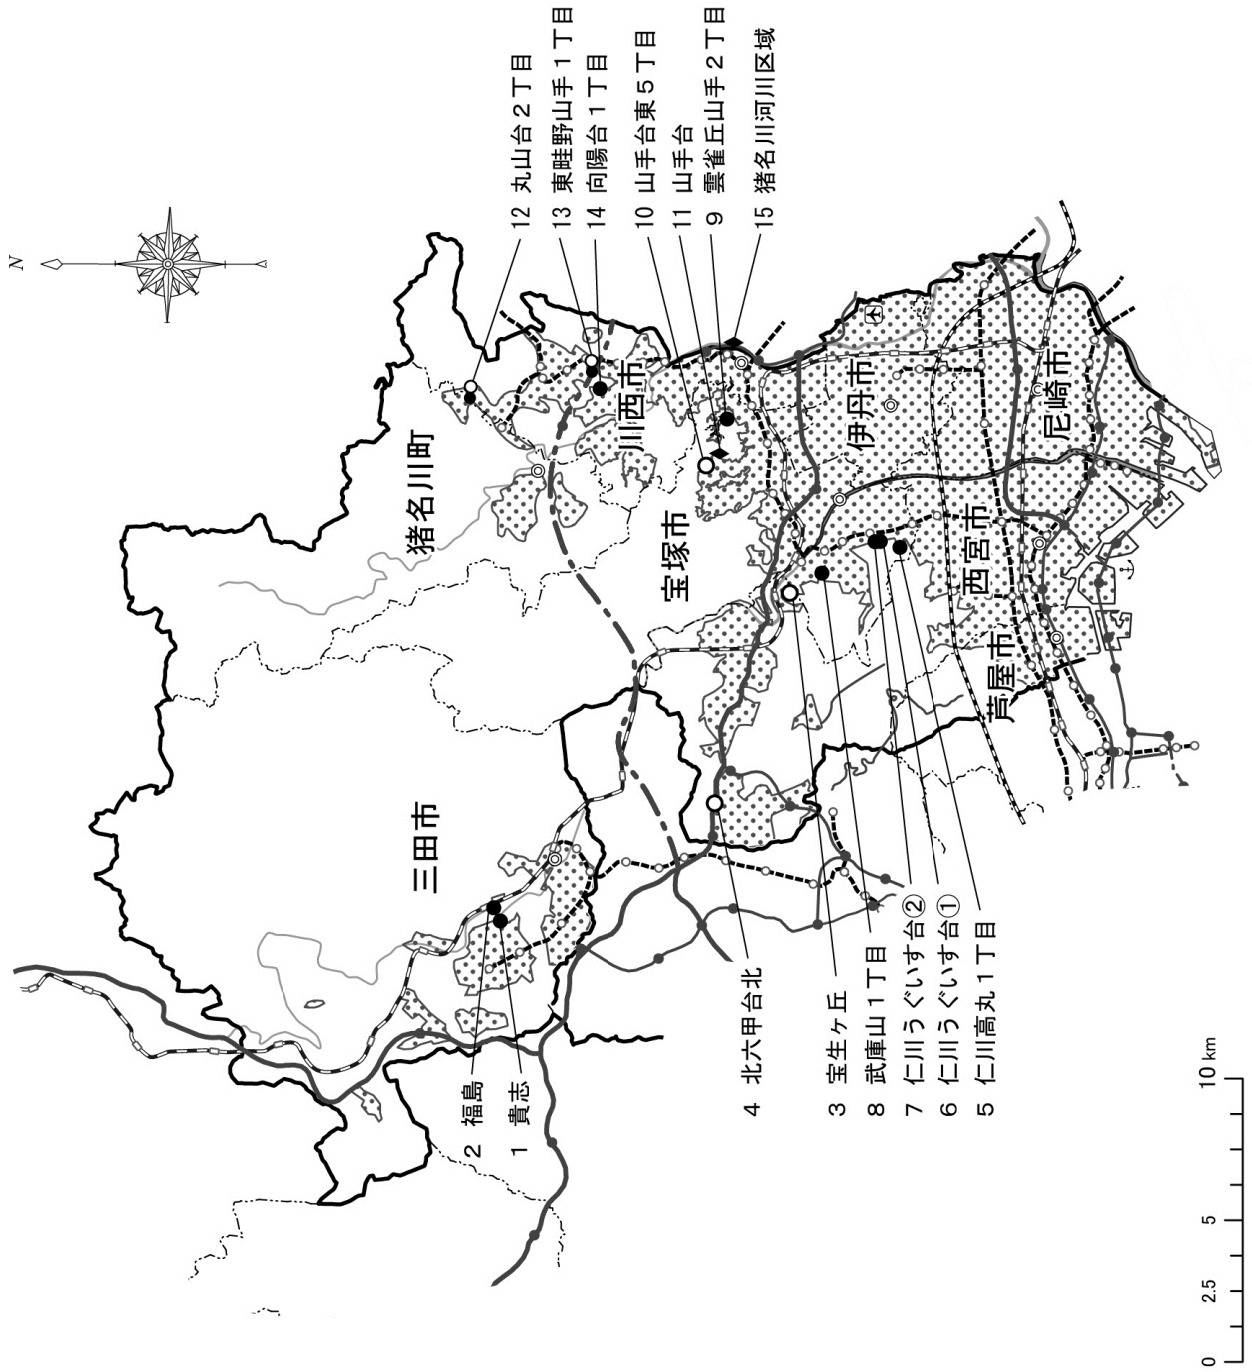 N
12 丸山台２丁目
13 東畦野山手１丁目
14 向陽台１丁目
10 山手台東５丁目
11 山手台
9 雲雀丘山手２丁目
15 猪名川河川区域
猪名川町
川西市
宝塚市
伊丹市
尼崎市
西宮市
芦屋市
三田市
2 福島
1 貴志
4 北六甲台北
3 宝生ヶ丘
8 武庫山１丁目
7 仁川うぐいす台②
6 仁川うぐいす台①
5 仁川高丸１丁目
0 2.5 5 10 km